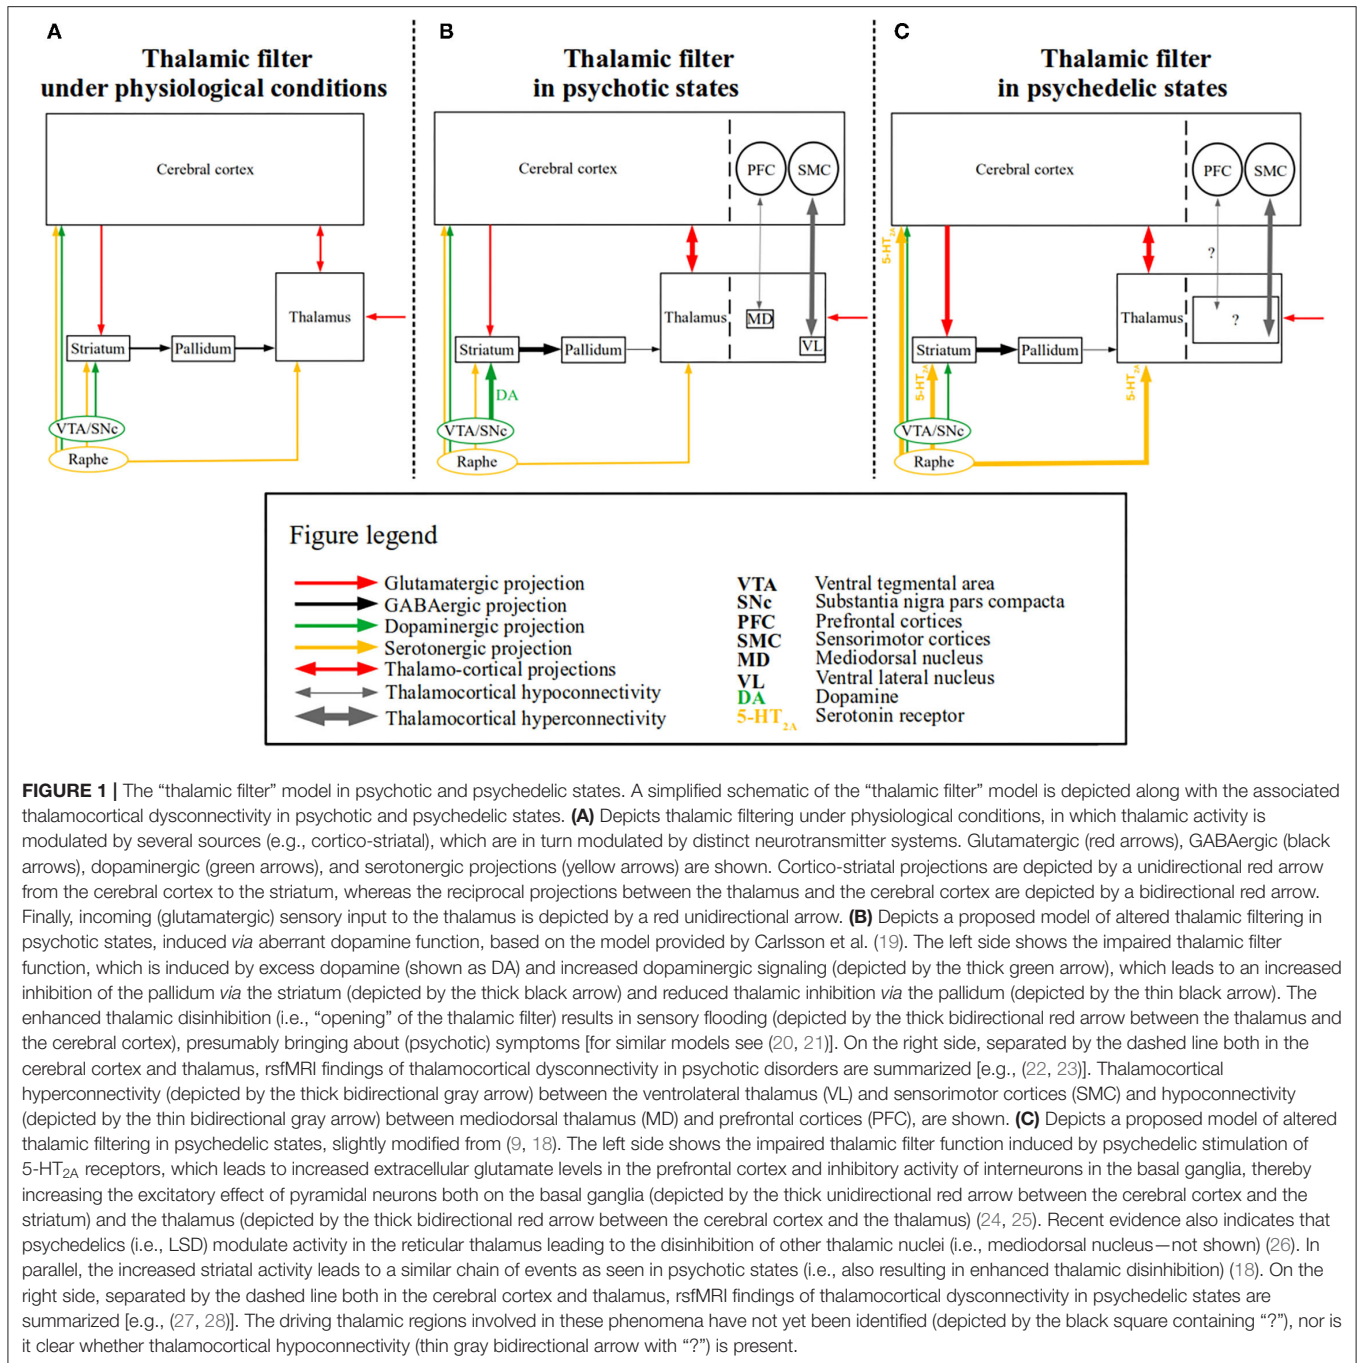 A
Thalamic filter
under physiological conditions
Cerebral cortex
Thalamus
Striatum
Pallidum
VTA/SNc
Raphe
B
Thalamic filter
in psychotic states
Cerebral cortex
PFC
SMC
Thalamus
MD
VL
Striatum
Pallidum
DA
VTA/SNc
Raphe
C
Thalamic filter
in psychedelic states
Cerebral cortex
PFC
SMC
5-HT2A
?
Thalamus
?
Striatum
Pallidum
5-HT2A
5-HT2A
VTA/SNc
Raphe
Figure legend
Glutamatergic projection
GABAergic projection
Dopaminergic projection
Serotonergic projection
Thalamo-cortical projections
Thalamocortical hypoconnectivity
Thalamocortical hyperconnectivity
VTA Ventral tegmental area
SNc Substantia nigra pars compacta
PFC Prefrontal cortices
SMC Sensorimotor cortices
MD Mediodorsal nucleus
VL Ventral lateral nucleus
DA Dopamine
5-HT2A Serotonin receptor
FIGURE 1 | The “thalamic filter” model in psychotic and psychedelic states. A simplified schematic of the “thalamic filter” model is depicted along with the associated
thalamocortical dysconnectivity in psychotic and psychedelic states. (A) Depicts thalamic filtering under physiological conditions, in which thalamic activity is
modulated by several sources (e.g., cortico-striatal), which are in turn modulated by distinct neurotransmitter systems. Glutamatergic (red arrows), GABAergic (black
arrows), dopaminergic (green arrows), and serotonergic projections (yellow arrows) are shown. Cortico-striatal projections are depicted by a unidirectional red arrow
from the cerebral cortex to the striatum, whereas the reciprocal projections between the thalamus and the cerebral cortex are depicted by a bidirectional red arrow.
Finally, incoming (glutamatergic) sensory input to the thalamus is depicted by a red unidirectional arrow. (B) Depicts a proposed model of altered thalamic filtering in
psychotic states, induced via aberrant dopamine function, based on the model provided by Carlsson et al. (19). The left side shows the impaired thalamic filter
function, which is induced by excess dopamine (shown as DA) and increased dopaminergic signaling (depicted by the thick green arrow), which leads to an increased
inhibition of the pallidum via the striatum (depicted by the thick black arrow) and reduced thalamic inhibition via the pallidum (depicted by the thin black arrow). The
enhanced thalamic disinhibition (i.e., “opening” of the thalamic filter) results in sensory flooding (depicted by the thick bidirectional red arrow between the thalamus and
the cerebral cortex), presumably bringing about (psychotic) symptoms [for similar models see (20, 21)]. On the right side, separated by the dashed line both in the
cerebral cortex and thalamus, rsfMRI findings of thalamocortical dysconnectivity in psychotic disorders are summarized [e.g., (22, 23)]. Thalamocortical
hyperconnectivity (depicted by the thick bidirectional gray arrow) between the ventrolateral thalamus (VL) and sensorimotor cortices (SMC) and hypoconnectivity
(depicted by the thin bidirectional gray arrow) between mediodorsal thalamus (MD) and prefrontal cortices (PFC), are shown. (C) Depicts a proposed model of altered
thalamic filtering in psychedelic states, slightly modified from (9, 18). The left side shows the impaired thalamic filter function induced by psychedelic stimulation of
5-HT2A receptors, which leads to increased extracellular glutamate levels in the prefrontal cortex and inhibitory activity of interneurons in the basal ganglia, thereby
increasing the excitatory effect of pyramidal neurons both on the basal ganglia (depicted by the thick unidirectional red arrow between the cerebral cortex and the
striatum) and the thalamus (depicted by the thick bidirectional red arrow between the cerebral cortex and the thalamus) (24, 25). Recent evidence also indicates that
psychedelics (i.e., LSD) modulate activity in the reticular thalamus leading to the disinhibition of other thalamic nuclei (i.e., mediodorsal nucleus—not shown) (26). In
parallel, the increased striatal activity leads to a similar chain of events as seen in psychotic states (i.e., also resulting in enhanced thalamic disinhibition) (18). On the
right side, separated by the dashed line both in the cerebral cortex and thalamus, rsfMRI findings of thalamocortical dysconnectivity in psychedelic states are
summarized [e.g., (27, 28)]. The driving thalamic regions involved in these phenomena have not yet been identified (depicted by the black square containing “?”), nor is
it clear whether thalamocortical hypoconnectivity (thin gray bidirectional arrow with “?”) is present.